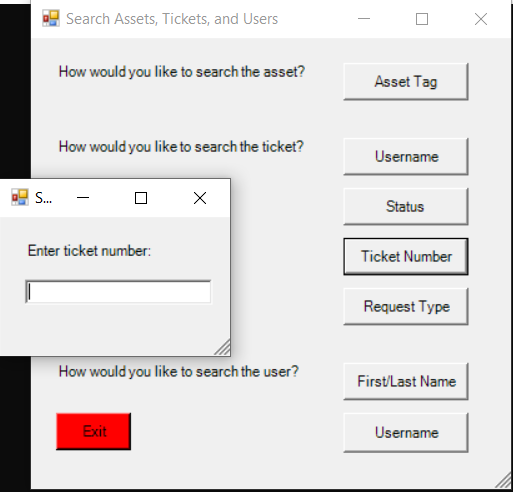 Search Assets, Tickets, and Users
How would you like to search the asset?
Asset Tag
How would you like to search the ticket?
Username
Status
Ticket Number
Request Type
S...
Enter ticket number:
How would you like to search the user?
First/Last Name
Username
Exit